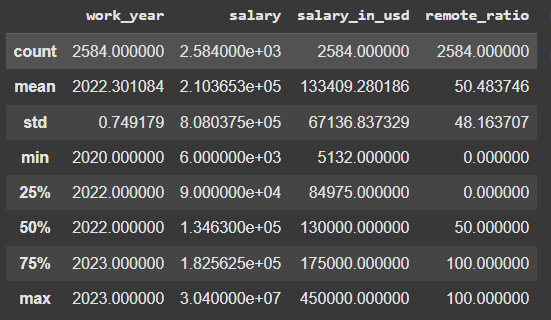 work_year salary salary_in_usd remote_ratio
count 2584.000000 2.584000e+03 2584.000000 2584.000000
mean 2022.301084 2.103653e+05 133409.280186 50.483746
std 0.749179 8.080375e+05 67136.837329 48.163707
min 2020.000000 6.000000e+03 5132.000000 0.000000
25% 2022.000000 9.000000e+04 84975.000000 0.000000
50% 2022.000000 1.346300e+05 130000.000000 50.000000
75% 2023.000000 1.825625e+05 175000.000000 100.000000
max 2023.000000 3.040000e+07 450000.000000 100.000000